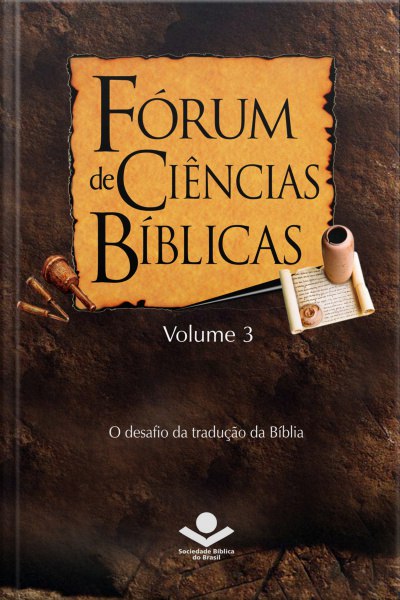 FÓRUM
de CIÊNCIAS
BÍBLICAS
Volume 3
O desafio da tradução da Bíblia
Sociedade Bíblica
do Brasil